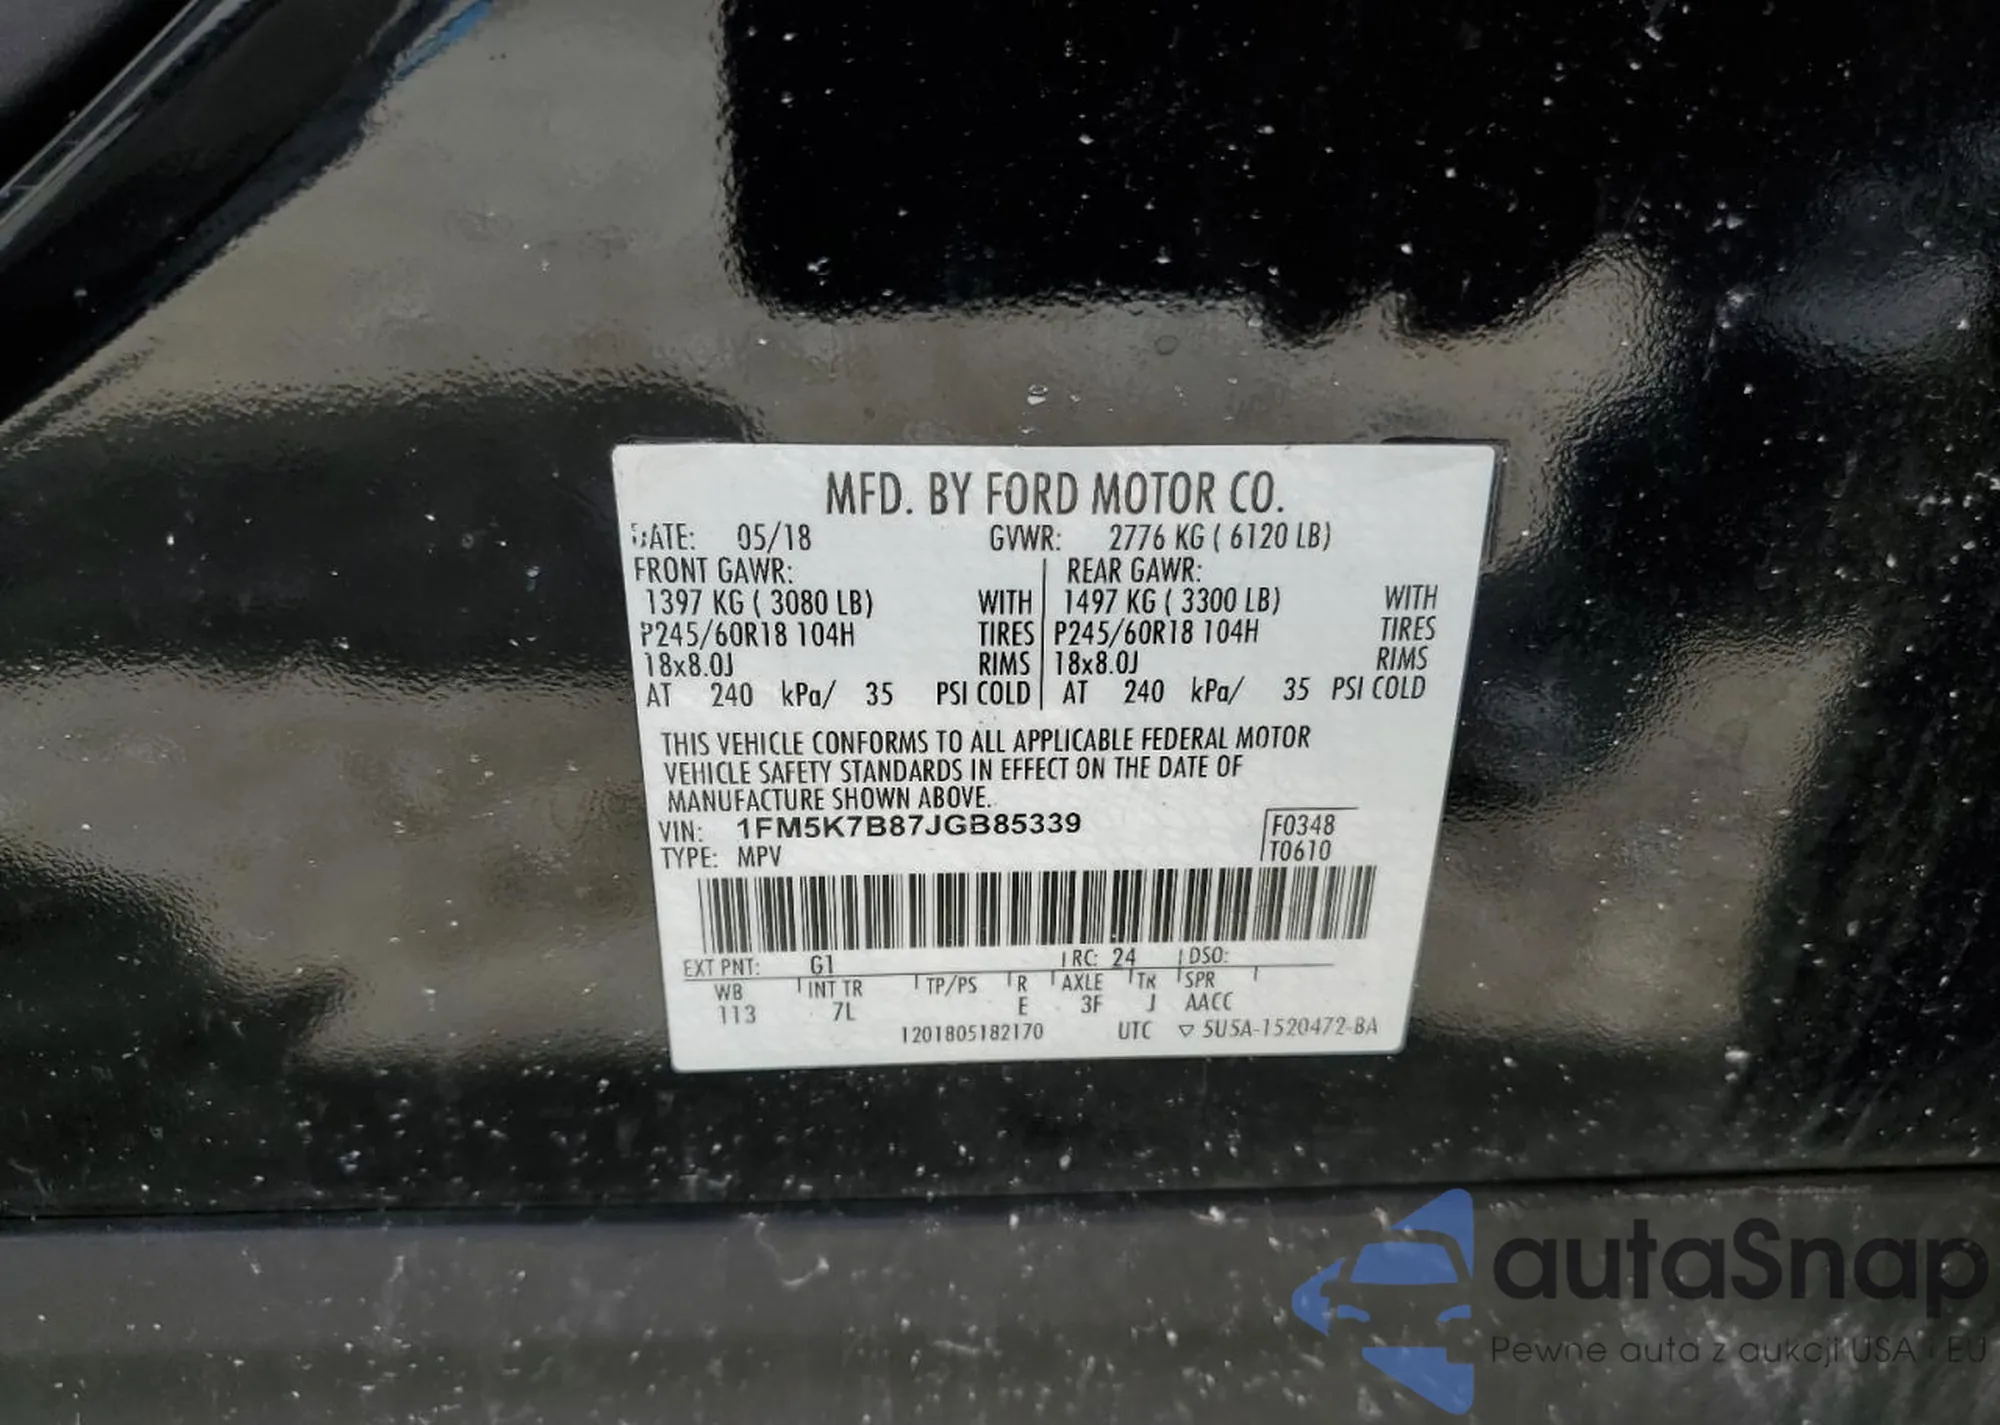 MFD. BY FORD MOTOR CO.
DATE: 05/18 GVWR: 2776 KG ( 6120 LB)
FRONT GAWR: REAR GAWR:
1397 KG ( 3080 LB) WITH 1497 KG ( 3300 LB) WITH
P245/60R18 104H TIRES P245/60R18 104H TIRES
18x8.0J RIMS 18x8.0J RIMS
AT 240 kPa/ 35 PSI COLD AT 240 kPa/ 35 PSI COLD
THIS VEHICLE CONFORMS TO ALL APPLICABLE FEDERAL MOTOR
VEHICLE SAFETY STANDARDS IN EFFECT ON THE DATE OF
MANUFACTURE SHOWN ABOVE.
VIN: 1FM5K7B87JGB85339 F0348
TYPE: MPV T0610
EXT PNT: G1 RC: 24 DSO:
WB INT TR TP/PS R AXLE TR SPR
113 7L E 3F J AACC
1201805182170 UTC ▽ 5U5A-1520472-BA
autaSnap
Pewne auta z aukcji USA i EU